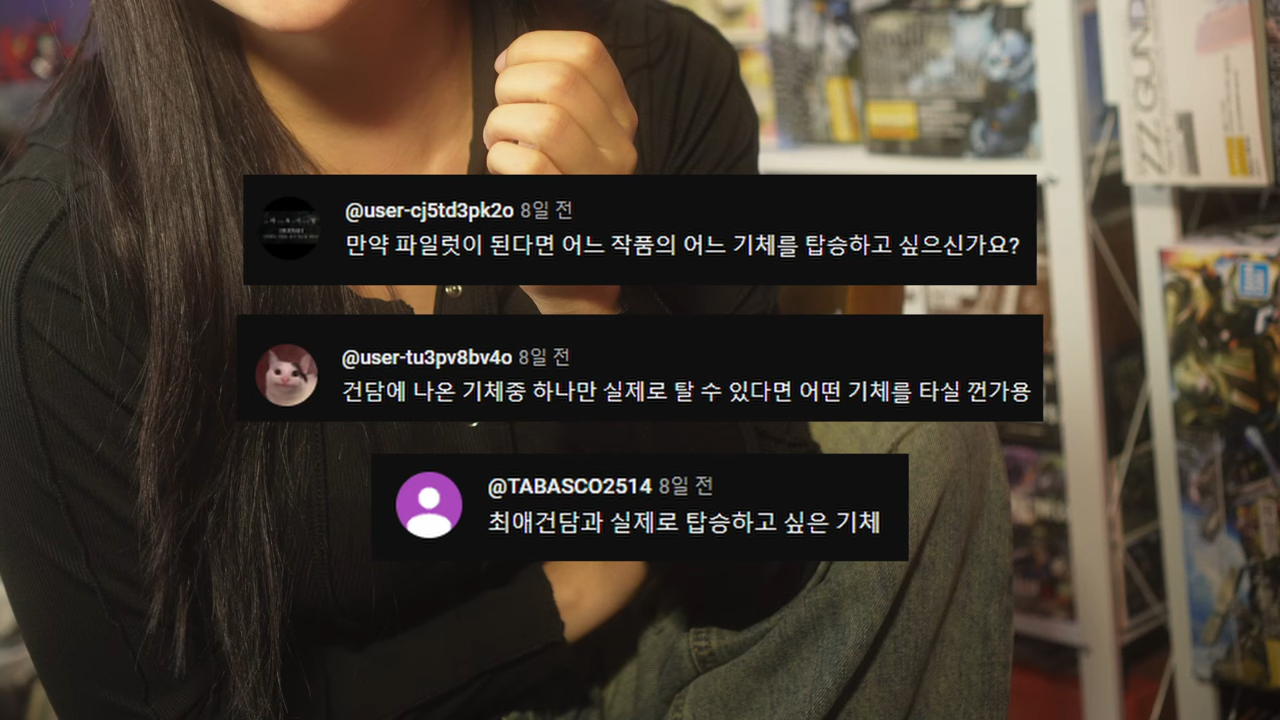 ZZ GUND
@user-cj5td3pk2o 8일 전
만약 파일럿이 된다면 어느 작품의 어느 기체를 탑승하고 싶으신가요?
@user-tu3pv8bv4o 8일 전
건담에 나온 기체중 하나만 실제로 탈 수 있다면 어떤 기체를 타실 껀가용
@TABASCO2514 8일 전
최애건담과 실제로 탑승하고 싶은 기체